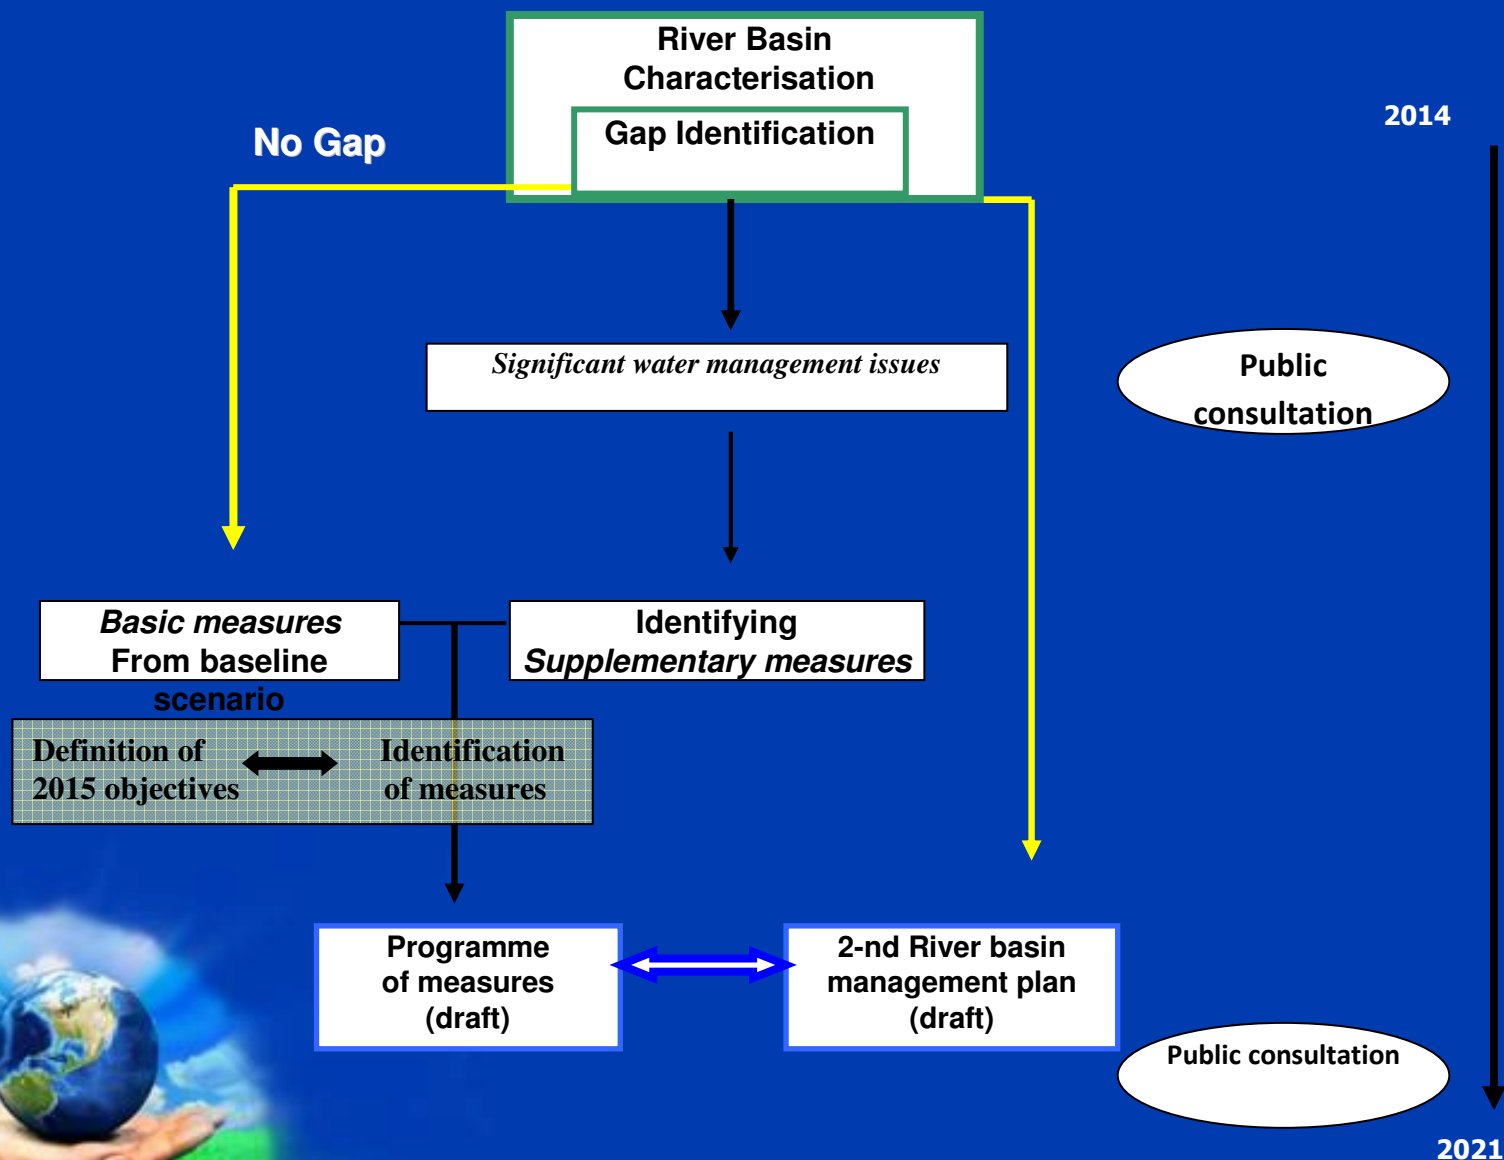 River Basin
Characterisation
Gap Identification
No Gap
2014
Significant water management issues
Public
consultation
Basic measures
From baseline
scenario
Identifying
Supplementary measures
Definition of
2015 objectives
Identification
of measures
Programme
of measures
(draft)
2-nd River basin
management plan
(draft)
Public consultation
2021